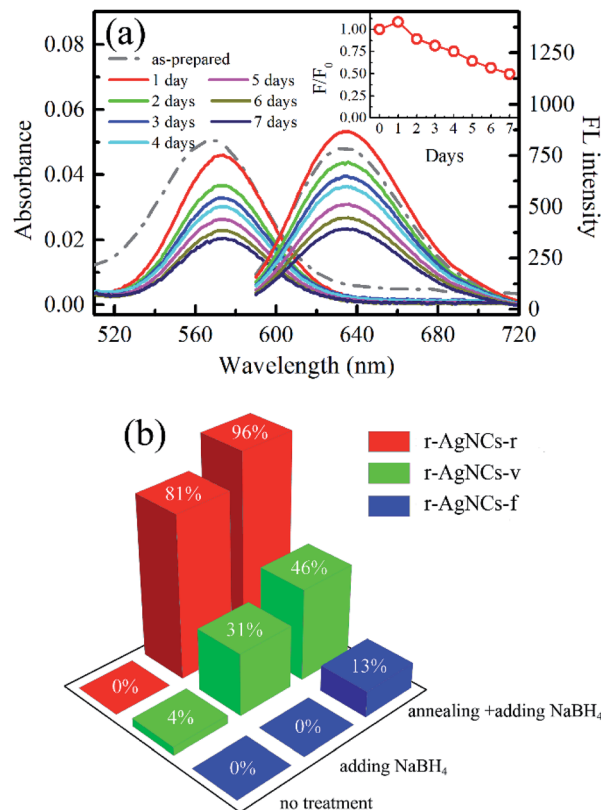 (a)
0.08
0.06
0.04
0.02
0.00
Absorbance
as-prepared
1 day
5 days
2 days
6 days
3 days
7 days
4 days
1.00
0.75
0.50
0.25
0.00
F/F0
0 1 2 3 4 5 6 7
Days
1250
1000
750
500
250
0
FL intensity
520 560 600 640 680 720
Wavelength (nm)
(b)
96%
81%
46%
31%
13%
0%
4%
0%
0%
r-AgNCs-r
r-AgNCs-v
r-AgNCs-f
annealing +adding NaBH4
adding NaBH4
no treatment